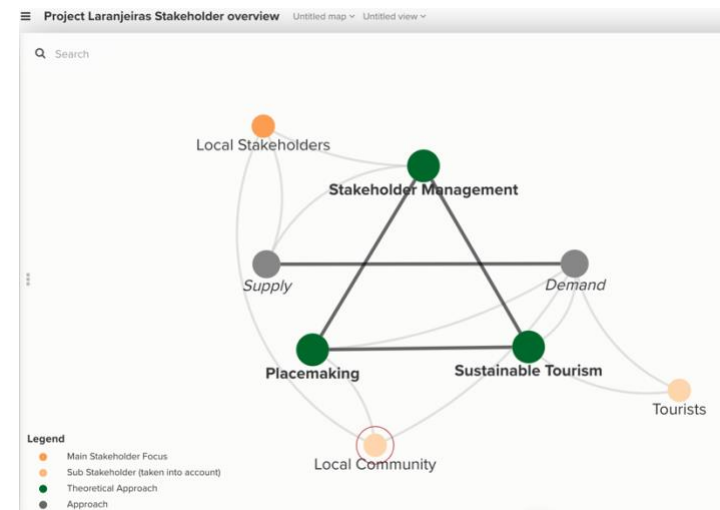 Project Laranjeiras Stakeholder overview Untitled map Untitled view
Search
Local Stakeholders
Stakeholder Management
Supply
Demand
Placemaking
Sustainable Tourism
Tourists
Local Community
Legend
Main Stakeholder Focus
Sub Stakeholder (taken into account)
Theoretical Approach
Approach